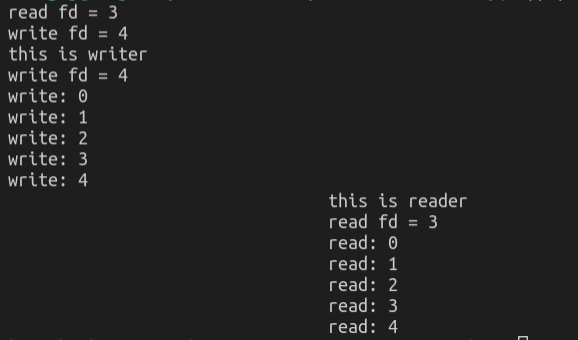 read fd = 3
write fd = 4
this is writer
write fd = 4
write: 0
write: 1
write: 2
write: 3
write: 4
this is reader
read fd = 3
read: 0
read: 1
read: 2
read: 3
read: 4